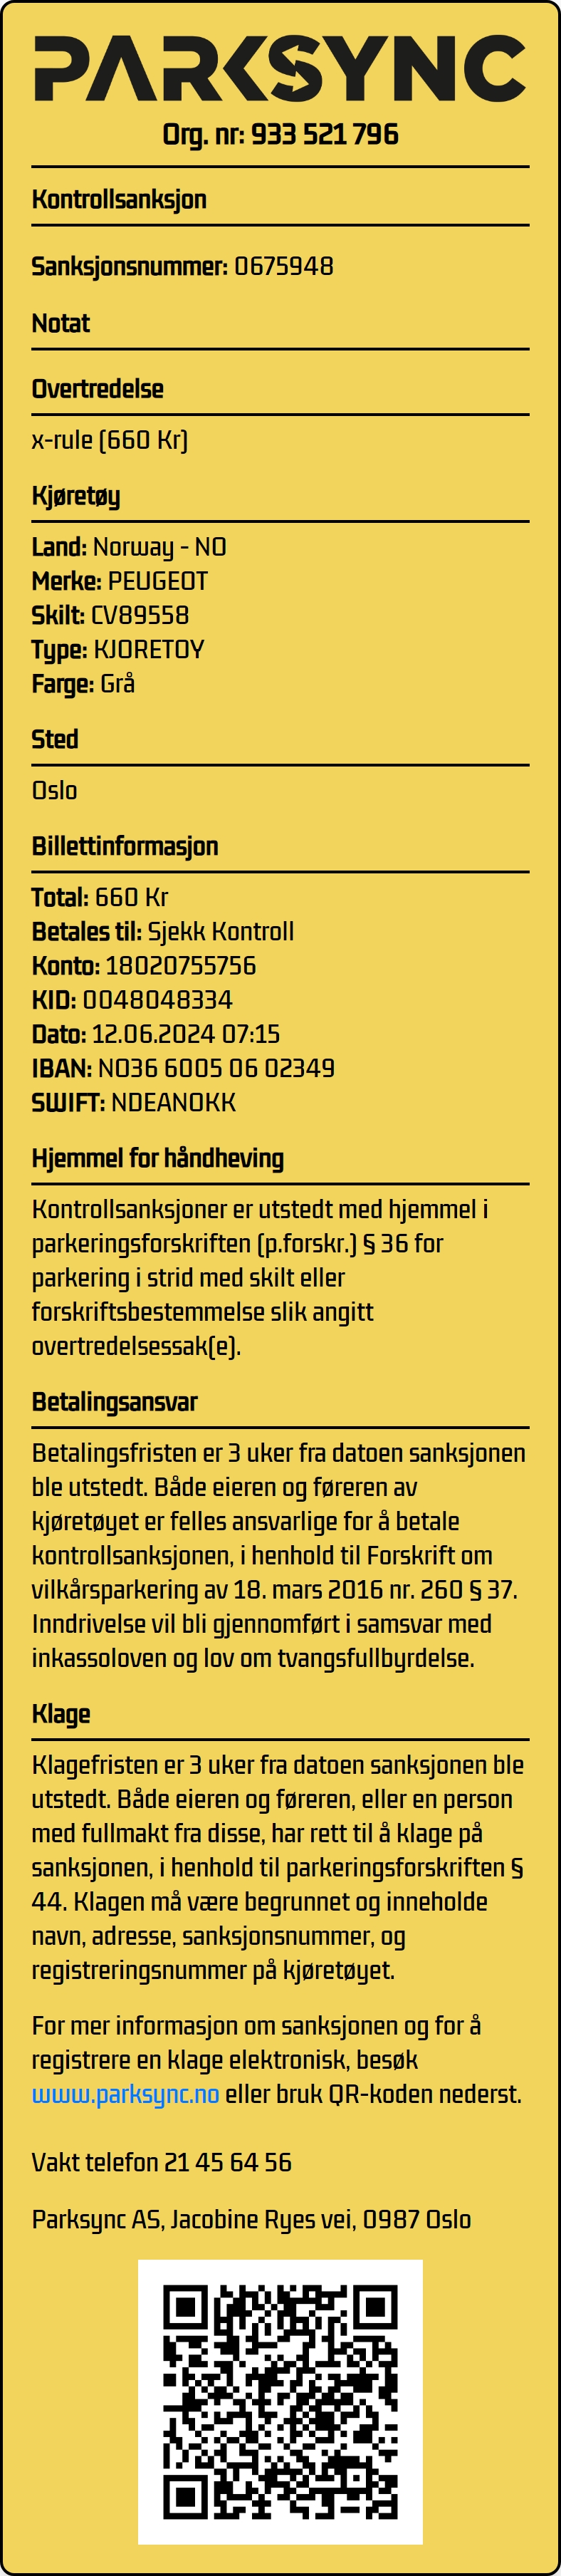 PARKSYNC
Org. nr: 933 521 796
Kontrollsanksjon
Sanksjonsnummer: 0675948
Notat
Overtredelse
x-rule (660 Kr)
Kjøretøy
Land: Norway - NO
Merke: PEUGEOT
Skilt: CV89558
Type: KJORETOY
Farge: Grå
Sted
Oslo
Billettinformasjon
Total: 660 Kr
Betales til: Sjekk Kontroll
Konto: 18020755756
KID: 0048048334
Dato: 12.06.2024 07:15
IBAN: NO36 6005 06 02349
SWIFT: NDEANOKK
Hjemmel for håndheving
Kontrollsanksjoner er utstedt med hjemmel i
parkeringsforskriften (p.forskr.) § 36 for
parkering i strid med skilt eller
forskriftsbestemmelse slik angitt
overtredelsessak(e).
Betalingsansvar
Betalingsfristen er 3 uker fra datoen sanksjonen
ble utstedt. Både eieren og føreren av
kjøretøyet er felles ansvarlige for å betale
kontrollsanksjonen, i henhold til Forskrift om
vilkårsparkering av 18. mars 2016 nr. 260 § 37.
Inndrivelse vil bli gjennomført i samsvar med
inkassoloven og lov om tvangsfullbyrdelse.
Klage
Klagefristen er 3 uker fra datoen sanksjonen ble
utstedt. Både eieren og føreren, eller en person
med fullmakt fra disse, har rett til å klage på
sanksjonen, i henhold til parkeringsforskriften §
44. Klagen må være begrunnet og inneholde
navn, adresse, sanksjonsnummer, og
registreringsnummer på kjøretøyet.
For mer informasjon om sanksjonen og for å
registrere en klage elektronisk, besøk
www.parksync.no eller bruk QR-koden nederst.
Vakt telefon 21 45 64 56
Parksync AS, Jacobine Ryes vei, 0987 Oslo